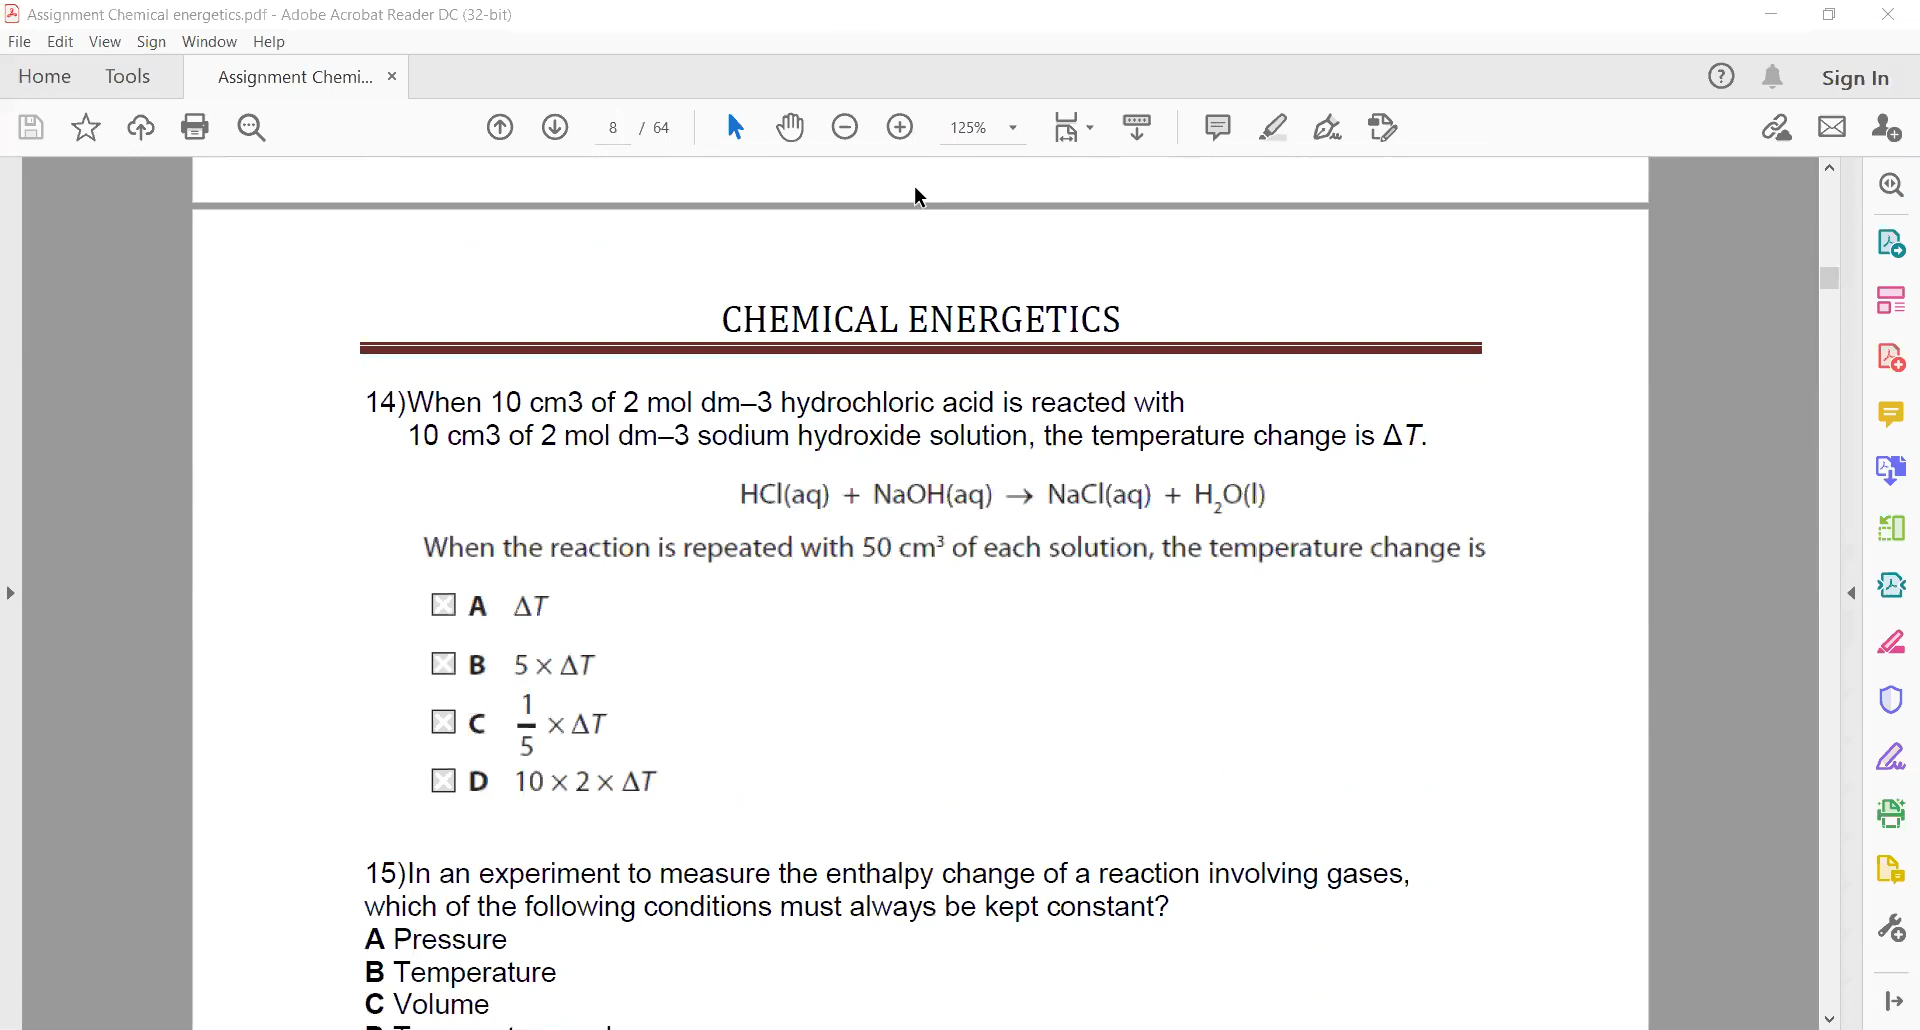 Assignment Chemical energetics.pdf - Adobe Acrobat Reader DC (32-bit)
File Edit View Sign Window Help
Home Tools Assignment Chemi... × Sign In
8 / 64 125%
CHEMICAL ENERGETICS
14)When 10 cm3 of 2 mol dm–3 hydrochloric acid is reacted with
10 cm3 of 2 mol dm–3 sodium hydroxide solution, the temperature change is ΔT.
HCl(aq) + NaOH(aq) → NaCl(aq) + H₂O(l)
When the reaction is repeated with 50 cm³ of each solution, the temperature change is
A ΔT
B 5 × ΔT
C 1/5 × ΔT
D 10 × 2 × ΔT
15)In an experiment to measure the enthalpy change of a reaction involving gases,
which of the following conditions must always be kept constant?
A Pressure
B Temperature
C Volume